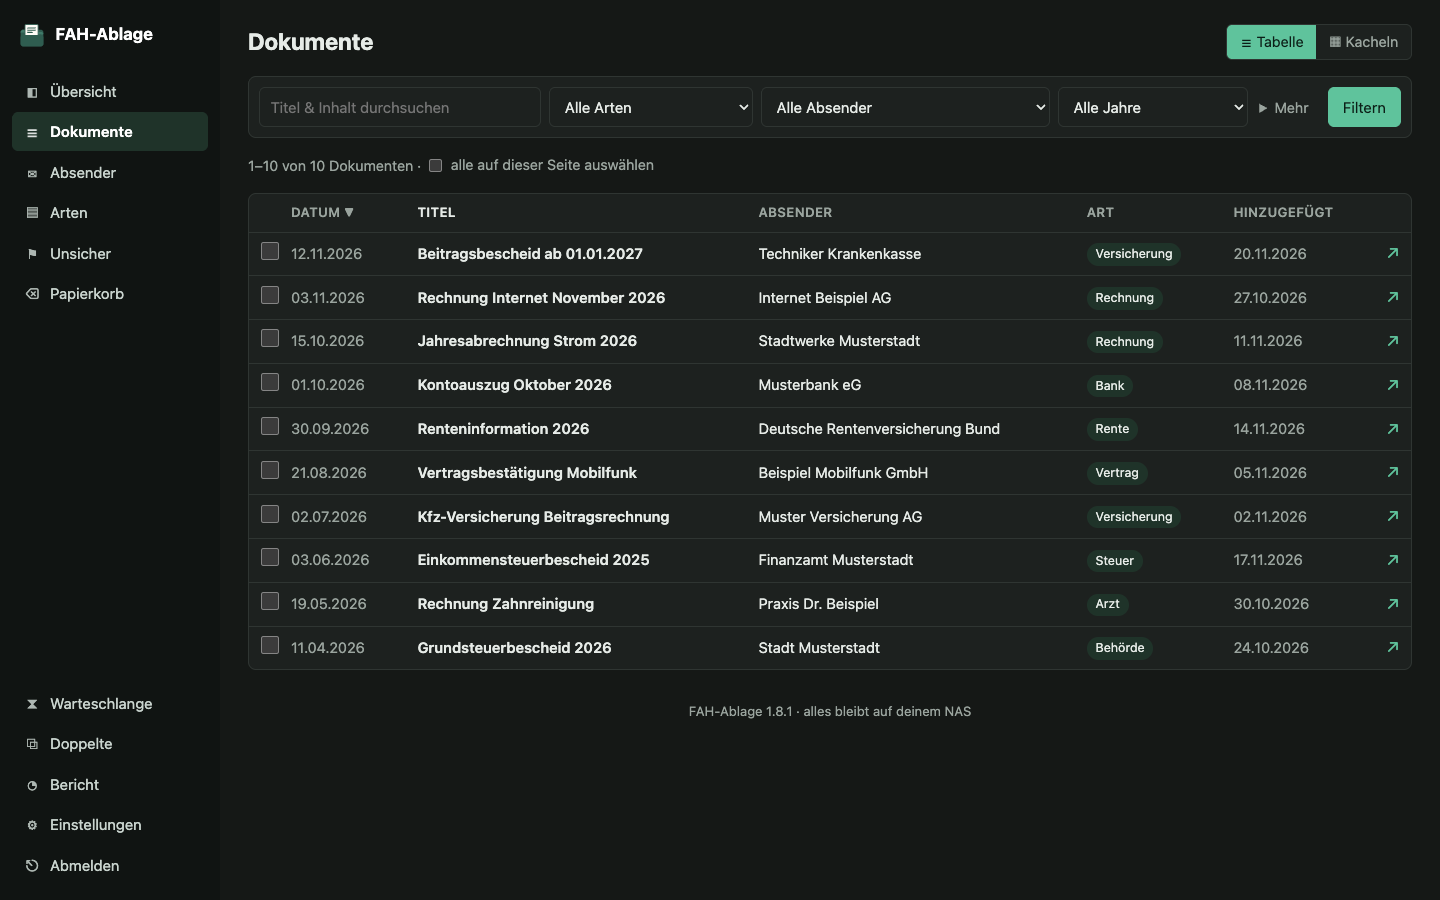 FAH-Ablage
Übersicht
Dokumente
Absender
Arten
Unsicher
Papierkorb
Warteschlange
Doppelte
Bericht
Einstellungen
Abmelden
Dokumente
Tabelle Kacheln
Titel & Inhalt durchsuchen Alle Arten Alle Absender Alle Jahre ▶ Mehr Filtern
1–10 von 10 Dokumenten · alle auf dieser Seite auswählen
DATUM ▼ TITEL ABSENDER ART HINZUGEFÜGT
12.11.2026 Beitragsbescheid ab 01.01.2027 Techniker Krankenkasse Versicherung 20.11.2026 ↗
03.11.2026 Rechnung Internet November 2026 Internet Beispiel AG Rechnung 27.10.2026 ↗
15.10.2026 Jahresabrechnung Strom 2026 Stadtwerke Musterstadt Rechnung 11.11.2026 ↗
01.10.2026 Kontoauszug Oktober 2026 Musterbank eG Bank 08.11.2026 ↗
30.09.2026 Renteninformation 2026 Deutsche Rentenversicherung Bund Rente 14.11.2026 ↗
21.08.2026 Vertragsbestätigung Mobilfunk Beispiel Mobilfunk GmbH Vertrag 05.11.2026 ↗
02.07.2026 Kfz-Versicherung Beitragsrechnung Muster Versicherung AG Versicherung 02.11.2026 ↗
03.06.2026 Einkommensteuerbescheid 2025 Finanzamt Musterstadt Steuer 17.11.2026 ↗
19.05.2026 Rechnung Zahnreinigung Praxis Dr. Beispiel Arzt 30.10.2026 ↗
11.04.2026 Grundsteuerbescheid 2026 Stadt Musterstadt Behörde 24.10.2026 ↗
FAH-Ablage 1.8.1 · alles bleibt auf deinem NAS